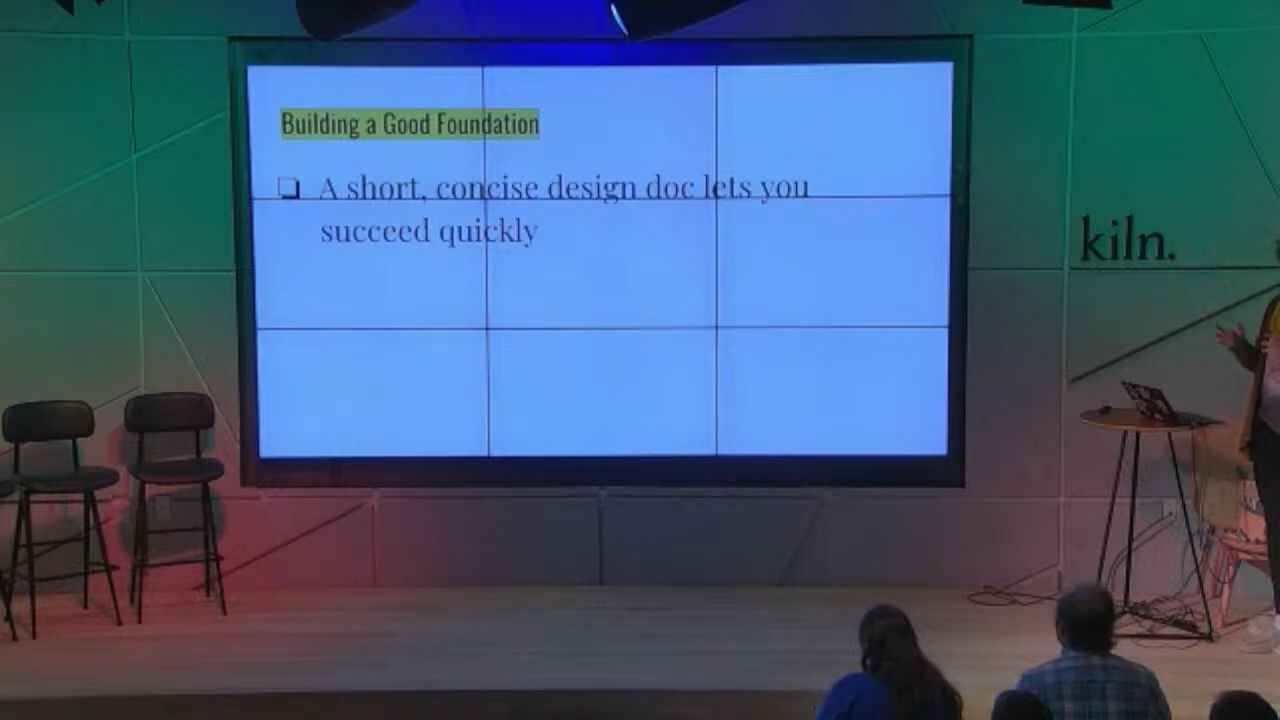 Building a Good Foundation
❏ A short, concise design doc lets you
succeed quickly
kiln.